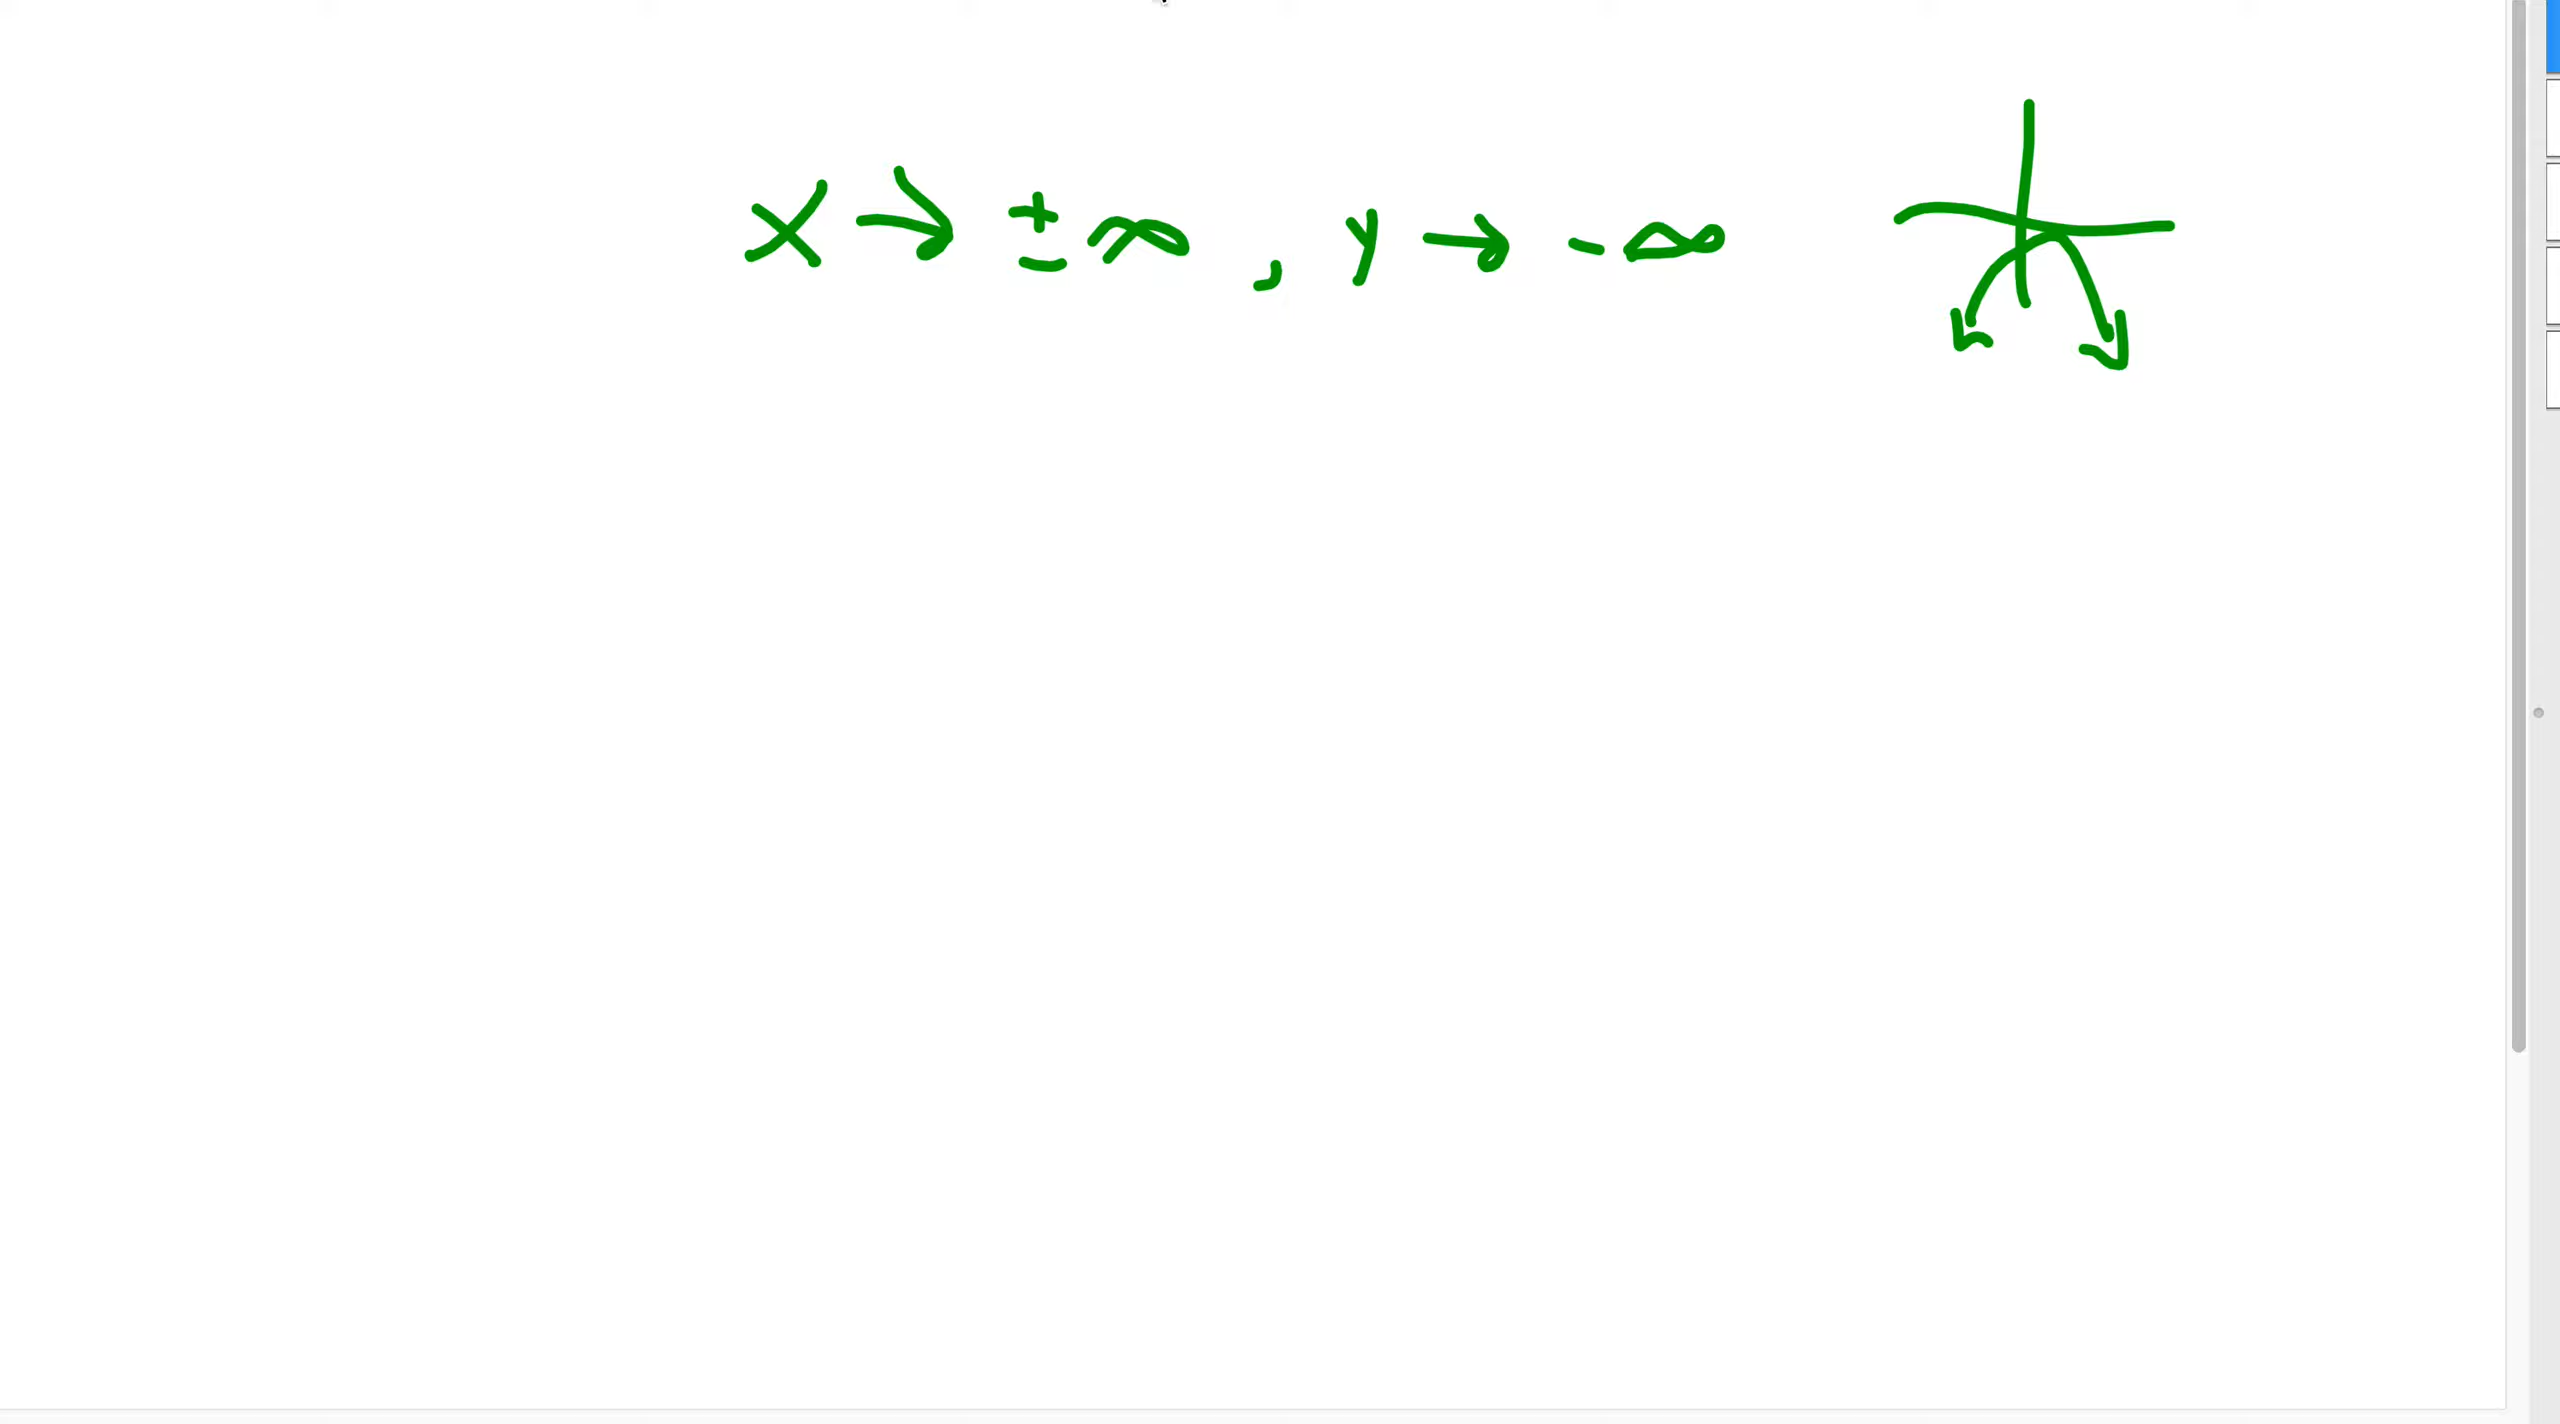 x → ± ∞ , y → - ∞